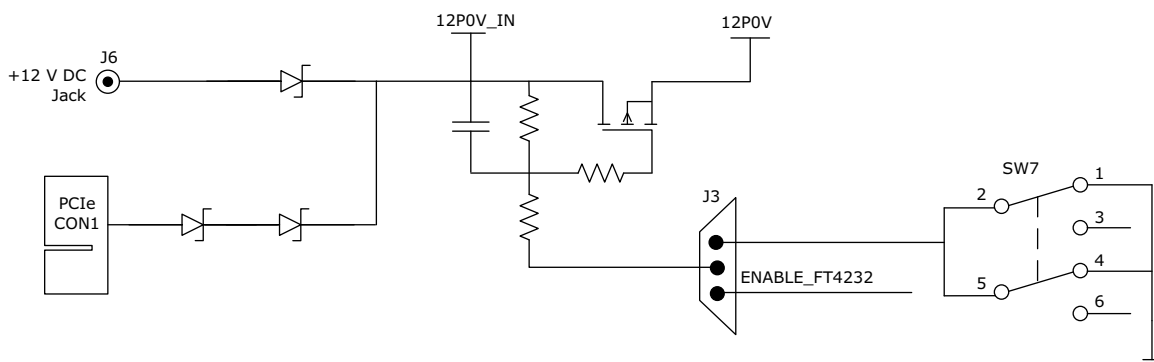 12P0V_IN
12P0V
J6
+12 V DC
Jack
PCIe
CON1
J3
ENABLE_FT4232
SW7
1
2
3
4
5
6